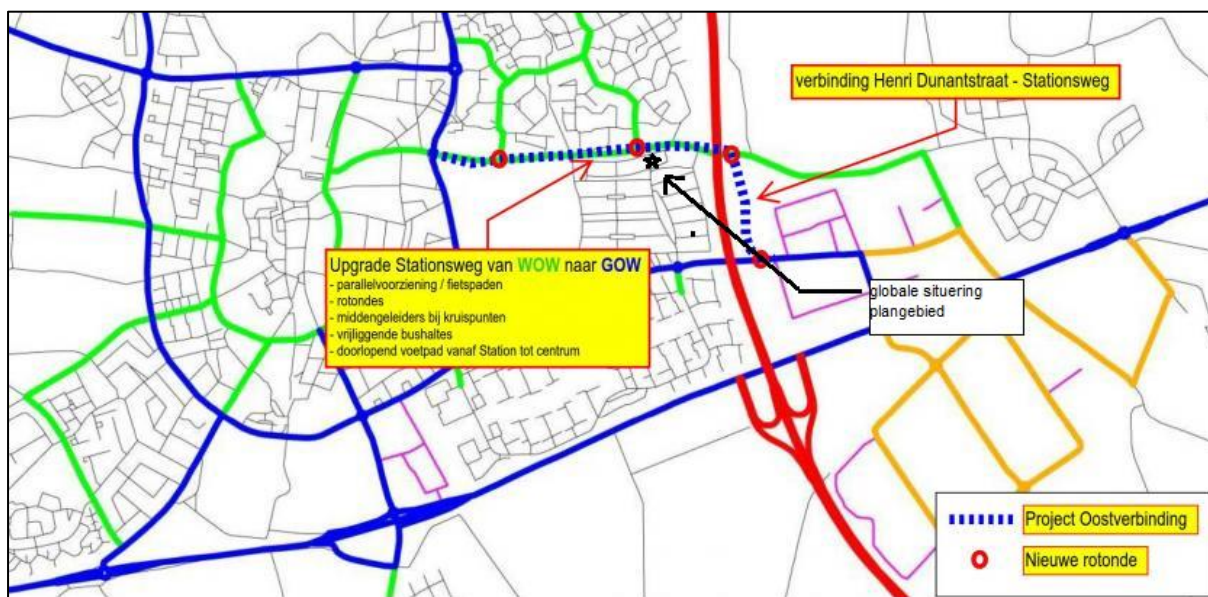 verbinding Henri Dunantstraat - Stationsweg
Upgrade Stationsweg van WOW naar GOW
- parallelvoorziening / fietspaden
- rotondes
- middengeleiders bij kruispunten
- vrijliggende bushaltes
- doorlopend voetpad vanaf Station tot centrum
globale situering
plangebied
Project Oostverbinding
Nieuwe rotonde